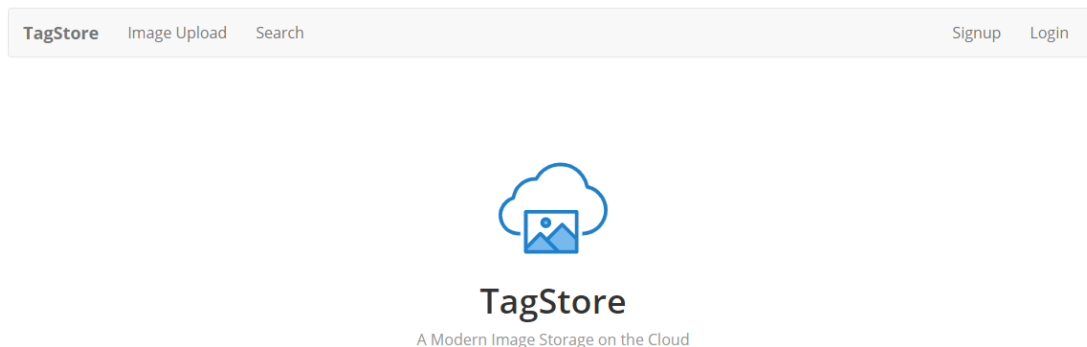 TagStore Image Upload Search Signup Login
TagStore
A Modern Image Storage on the Cloud